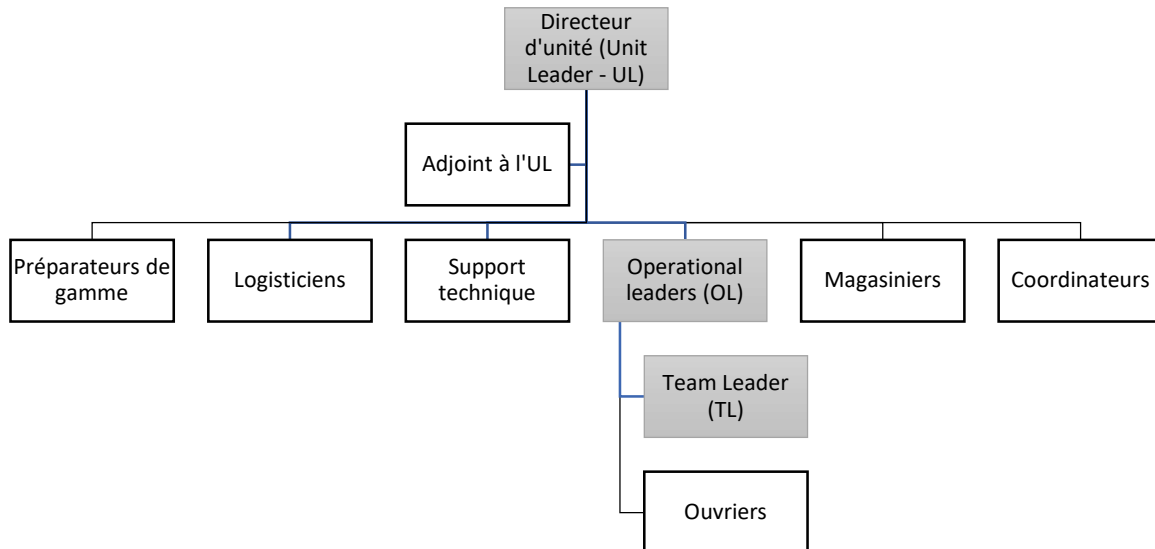 Directeur
d'unité (Unit
Leader - UL)
Adjoint à l'UL
Préparateurs de
gamme
Logisticiens
Support
technique
Operational
leaders (OL)
Magasiniers
Coordinateurs
Team Leader
(TL)
Ouvriers